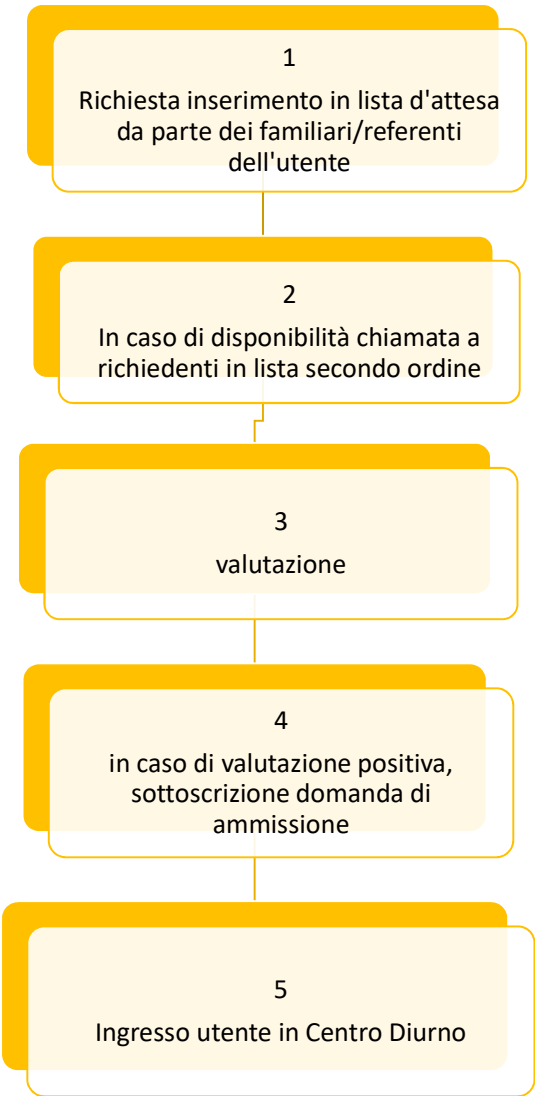 1
Richiesta inserimento in lista d'attesa
da parte dei familiari/referenti
dell'utente
2
In caso di disponibilità chiamata a
richiedenti in lista secondo ordine
3
valutazione
4
in caso di valutazione positiva,
sottoscrizione domanda di
ammissione
5
Ingresso utente in Centro Diurno